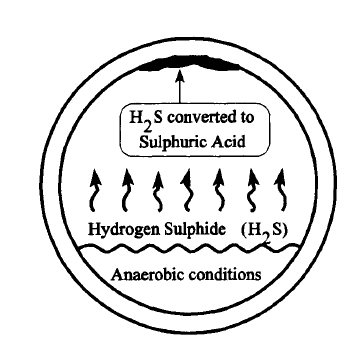 H2S converted to
Sulphuric Acid
Hydrogen Sulphide (H2S)
Anaerobic conditions